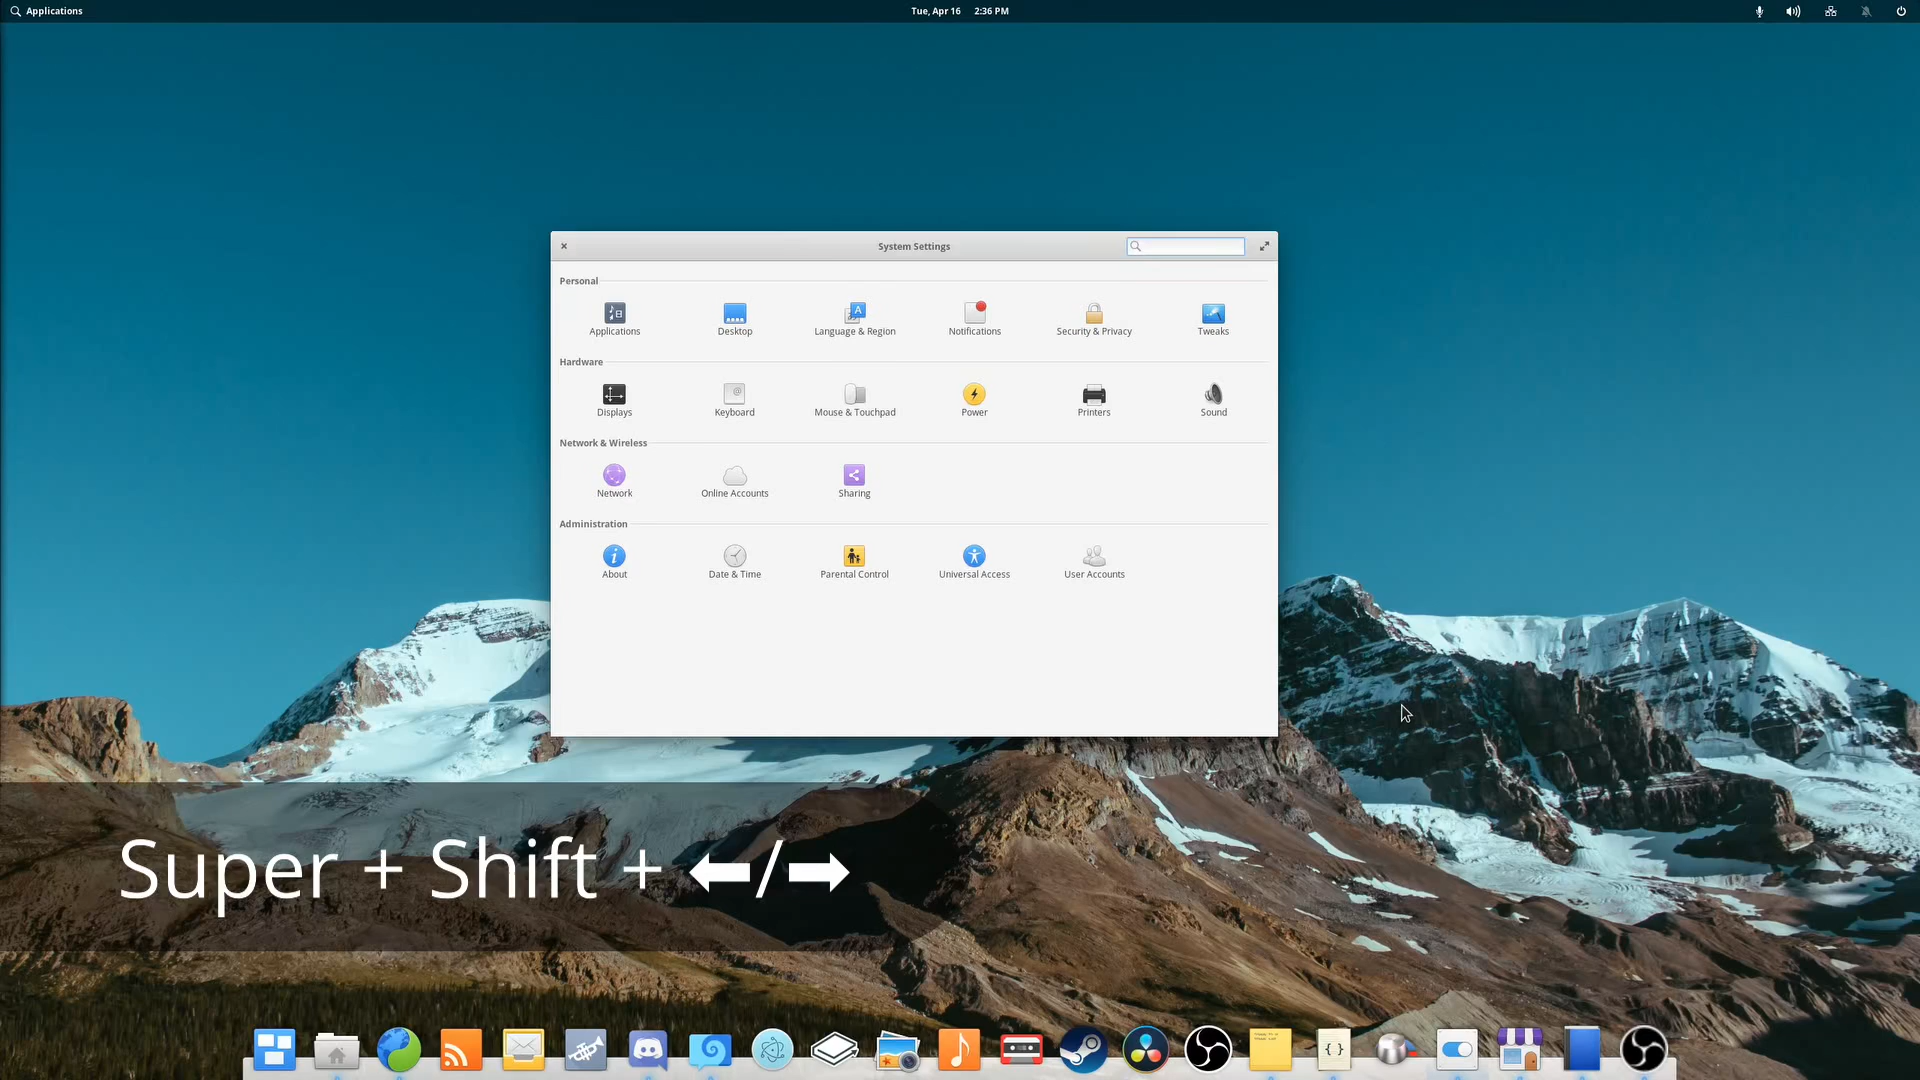 Applications
Tue, Apr 16 2:36 PM
System Settings
Personal
Applications
Desktop
Language & Region
Notifications
Security & Privacy
Tweaks
Hardware
Displays
Keyboard
Mouse & Touchpad
Power
Printers
Sound
Network & Wireless
Network
Online Accounts
Sharing
Administration
About
Date & Time
Parental Control
Universal Access
User Accounts
Super + Shift + ⬅/➡